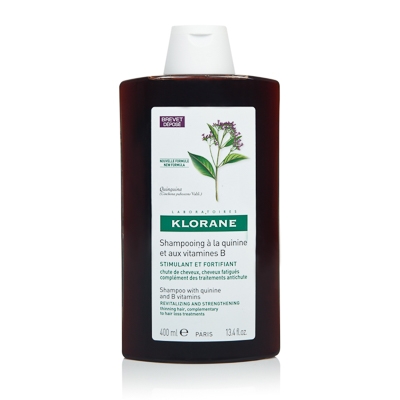 BREVET
DÉPOSÉ
NOUVELLE FORMULE
NEW FORMULA
Quinquina
LABORATOIRES
KLORANE
Shampooing à la quinine
et aux vitamines B
STIMULANT ET FORTIFIANT
chute de cheveux, cheveux fatigués
complément des traitements antichute
Shampoo with quinine
and B vitamins
REVITALIZING AND STRENGTHENING
thinning hair, complementary
to hair loss treatments
400 ml e PARIS 13.4 fl.oz.